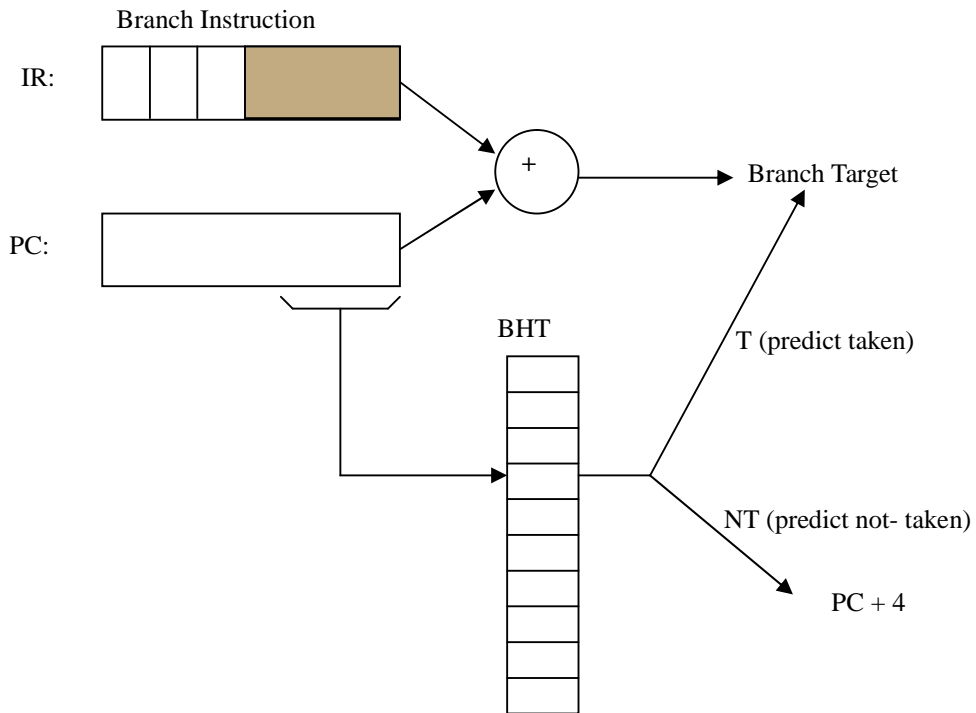 Branch Instruction
IR:
+
Branch Target
PC:
BHT
T (predict taken)
NT (predict not- taken)
PC + 4